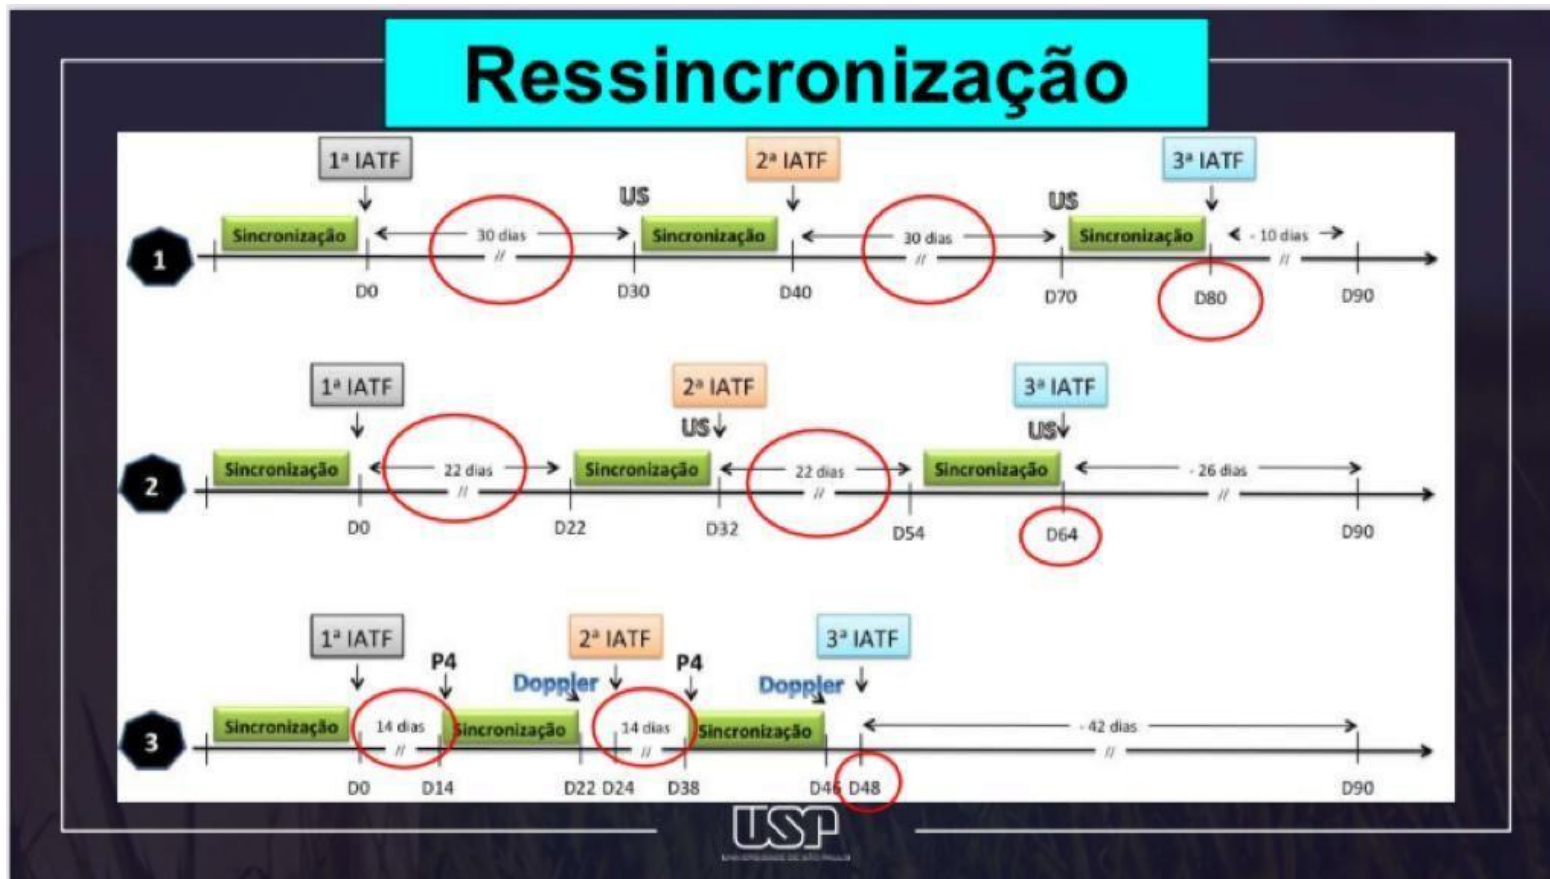 Ressincronização
1ª IATF
2ª IATF
3ª IATF
US
US
Sincronização
30 dias
Sincronização
30 dias
Sincronização
- 10 dias
1
//
//
//
D0
D30
D40
D70
D80
D90
1ª IATF
2ª IATF
3ª IATF
US
US
Sincronização
22 dias
Sincronização
22 dias
Sincronização
- 26 dias
2
//
//
//
D0
D22
D32
D54
D64
D90
1ª IATF
2ª IATF
3ª IATF
P4
P4
Doppler
Doppler
Sincronização
14 dias
Sincronização
14 dias
Sincronização
- 42 dias
3
//
//
//
D0
D14
D22
D24
D38
D46
D48
D90
USP
UNIVERSIDADE DE SÃO PAULO